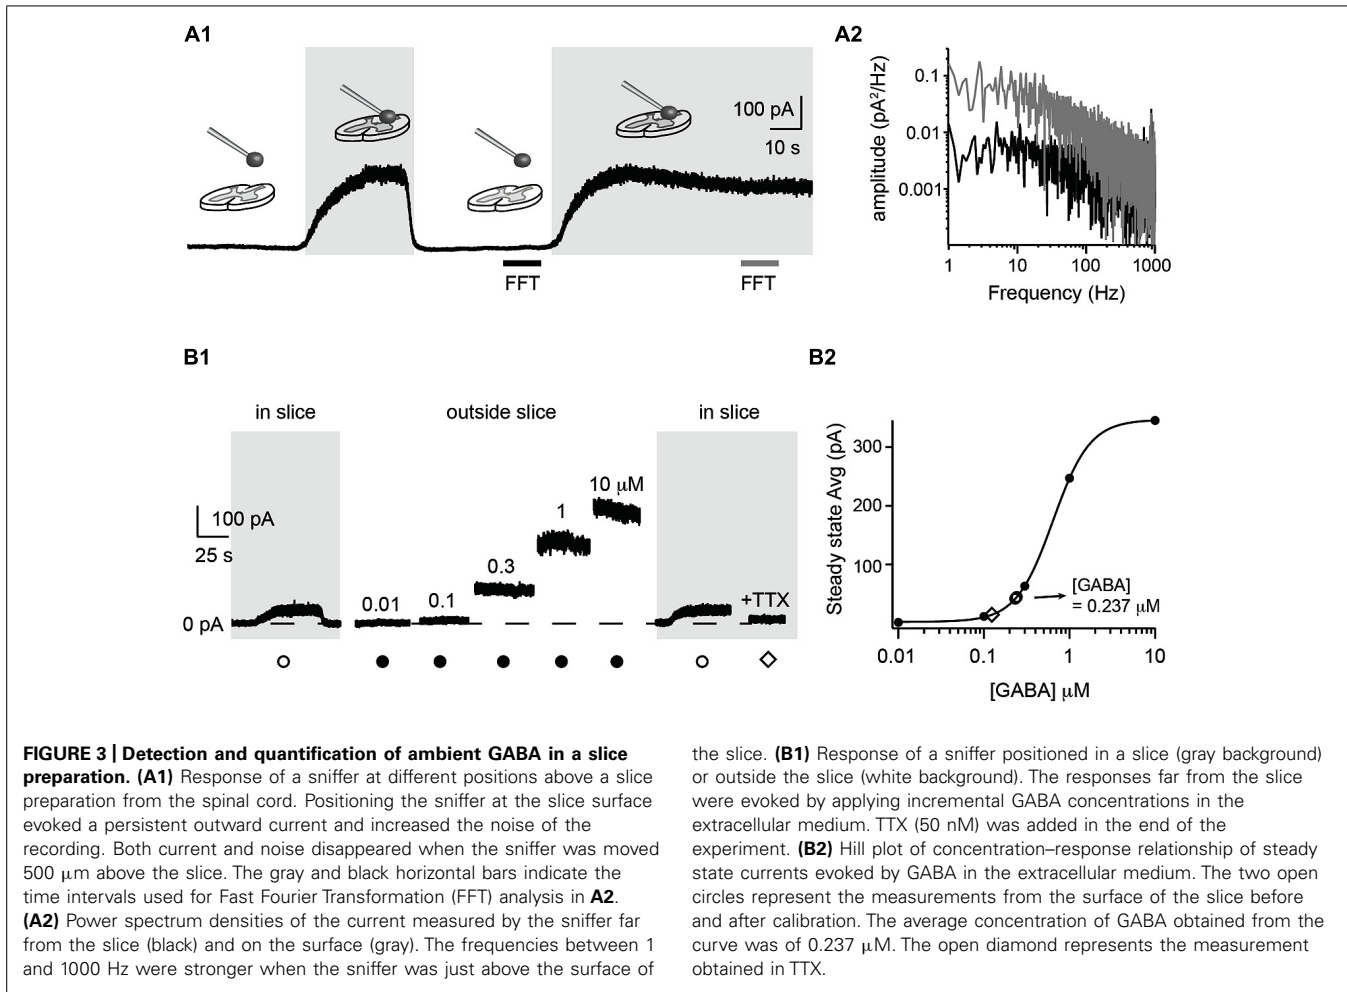 A1
A2
100 pA
10 s
FFT
FFT
amplitude (pA²/Hz)
0.1
0.01
0.001
1
10
100
1000
Frequency (Hz)
B1
B2
in slice
outside slice
in slice
100 pA
25 s
0 pA
0.01
0.1
0.3
1
10 µM
+TTX
Steady state Avg (pA)
300
200
100
[GABA]
= 0.237 µM
0.01
0.1
1
10
[GABA] µM
FIGURE 3 | Detection and quantification of ambient GABA in a slice
preparation. (A1) Response of a sniffer at different positions above a slice
preparation from the spinal cord. Positioning the sniffer at the slice surface
evoked a persistent outward current and increased the noise of the
recording. Both current and noise disappeared when the sniffer was moved
500 µm above the slice. The gray and black horizontal bars indicate the
time intervals used for Fast Fourier Transformation (FFT) analysis in A2.
(A2) Power spectrum densities of the current measured by the sniffer far
from the slice (black) and on the surface (gray). The frequencies between 1
and 1000 Hz were stronger when the sniffer was just above the surface of
the slice. (B1) Response of a sniffer positioned in a slice (gray background)
or outside the slice (white background). The responses far from the slice
were evoked by applying incremental GABA concentrations in the
extracellular medium. TTX (50 nM) was added in the end of the
experiment. (B2) Hill plot of concentration–response relationship of steady
state currents evoked by GABA in the extracellular medium. The two open
circles represent the measurements from the surface of the slice before
and after calibration. The average concentration of GABA obtained from the
curve was of 0.237 µM. The open diamond represents the measurement
obtained in TTX.